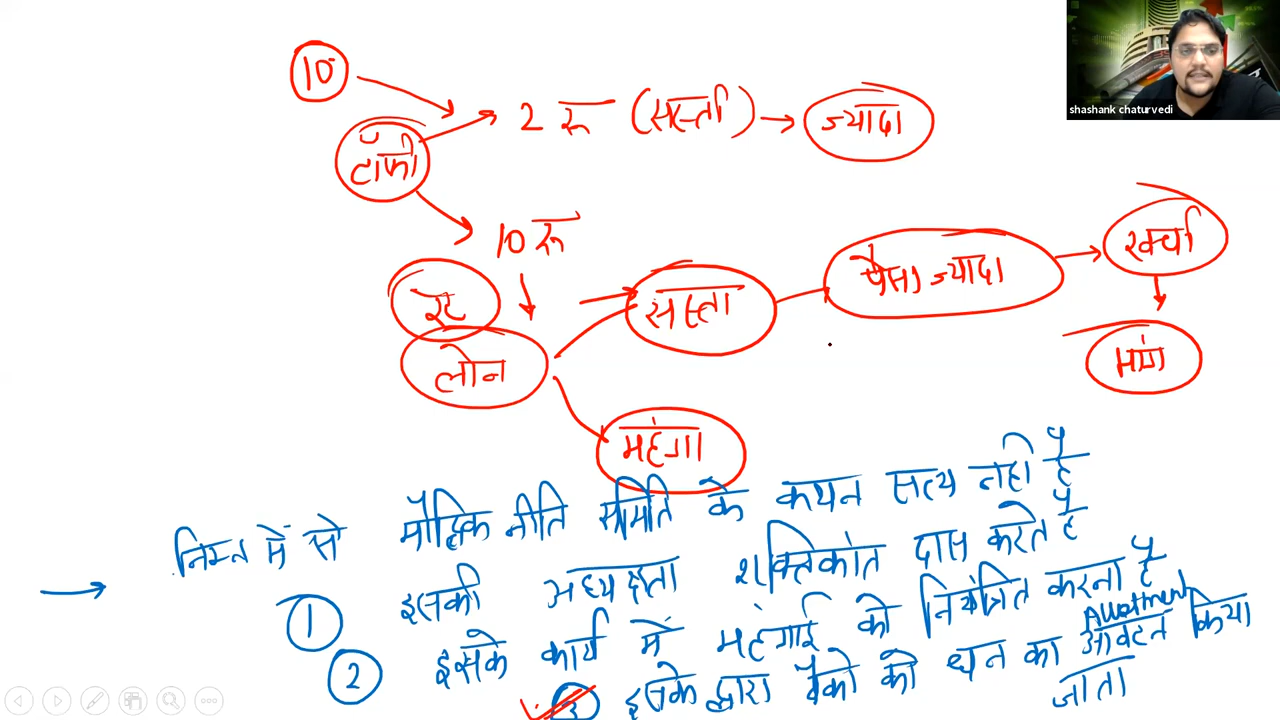 shashank chaturvedi
10
टॉफी
2 रू (सस्ती) ज्यादा
10 रू
रेट
लोन
सस्ता
पैसा ज्यादा
खर्चा
मांग
महंगा
निम्न में से मौद्रिक नीति समिति के कथन सत्य नहीं है ?
1 इसकी अध्यक्षता शक्तिकांत दास करते है ?
2 इसके कार्य में महंगाई को नियंत्रित करना है ?
3 इसके द्वारा बैंको को धन का आवंटन Allotment किया
जाता